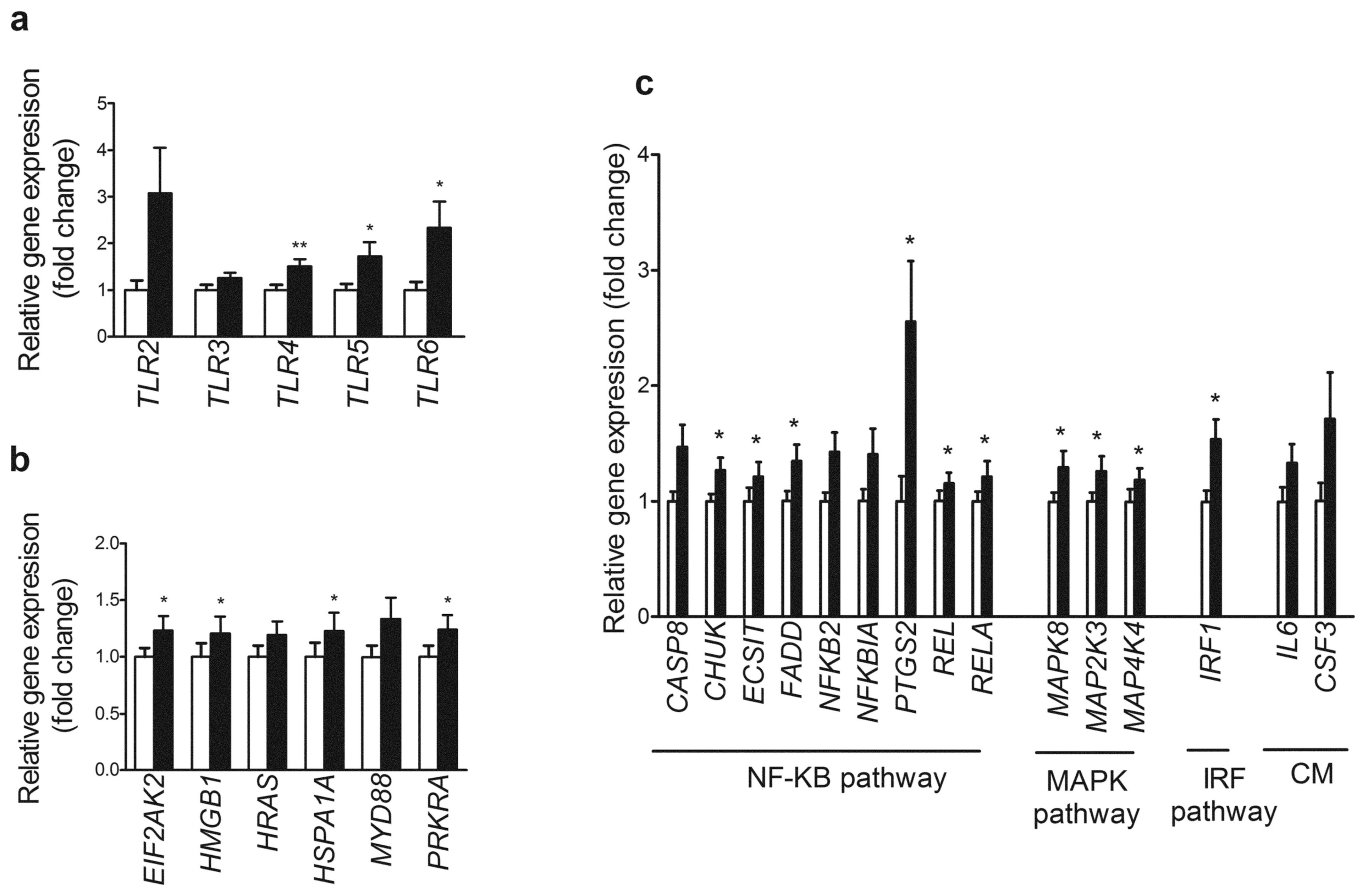 a
Relative gene expresison
(fold change)
5
4
3
2
1
0
** * *
TLR2 TLR3 TLR4 TLR5 TLR6
b
Relative gene expresison
(fold change)
2.0
1.5
1.0
0.5
0.0
* * * *
EIF2AK2 HMGB1 HRAS HSPA1A MYD88 PRKRA
c
Relative gene expresison (fold change)
4
3
2
1
0
* * * * * * * * * *
CASP8 CHUK ECSIT FADD NFKB2 NFKBIA PTGS2 REL RELA MAPK8 MAP2K3 MAP4K4 IRF1 IL6 CSF3
NF-KB pathway
MAPK
pathway
IRF
pathway
CM